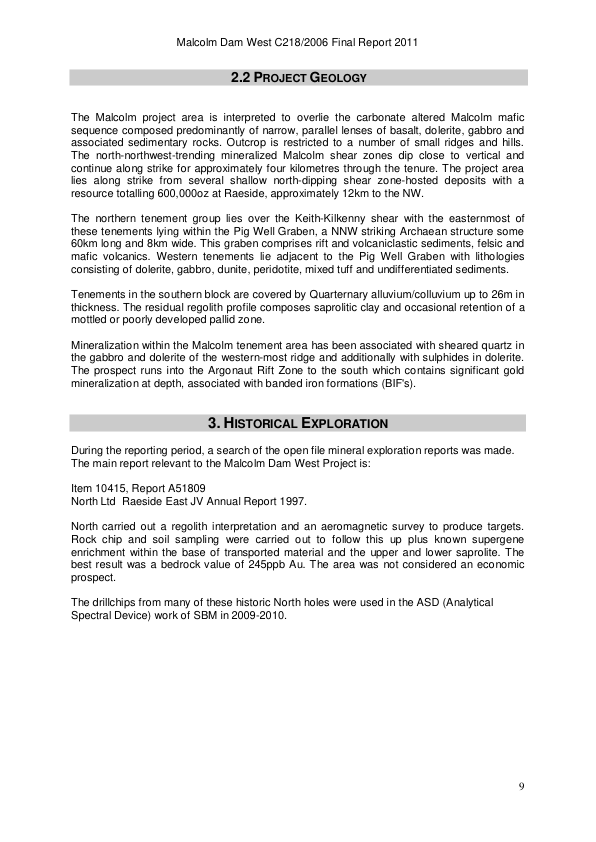 Malcolm Dam West C218/2006 Final Report 2011
2.2 PROJECT GEOLOGY
The Malcolm project area is interpreted to overlie the carbonate altered Malcolm mafic
sequence composed predominantly of narrow, parallel lenses of basalt, dolerite, gabbro and
associated sedimentary rocks. Outcrop is restricted to a number of small ridges and hills.
The north-northwest-trending mineralized Malcolm shear zones dip close to vertical and
continue along strike for approximately four kilometres through the tenure. The project area
lies along strike from several shallow north-dipping shear zone-hosted deposits with a
resource totalling 600,000oz at Raeside, approximately 12km to the NW.
The northern tenement group lies over the Keith-Kilkenny shear with the easternmost of
these tenements lying within the Pig Well Graben, a NNW striking Archaean structure some
60km long and 8km wide. This graben comprises rift and volcaniclastic sediments, felsic and
mafic volcanics. Western tenements lie adjacent to the Pig Well Graben with lithologies
consisting of dolerite, gabbro, dunite, peridotite, mixed tuff and undifferentiated sediments.
Tenements in the southern block are covered by Quarternary alluvium/colluvium up to 26m in
thickness. The residual regolith profile composes saprolitic clay and occasional retention of a
mottled or poorly developed pallid zone.
Mineralization within the Malcolm tenement area has been associated with sheared quartz in
the gabbro and dolerite of the western-most ridge and additionally with sulphides in dolerite.
The prospect runs into the Argonaut Rift Zone to the south which contains significant gold
mineralization at depth, associated with banded iron formations (BIF's).
3. HISTORICAL EXPLORATION
During the reporting period, a search of the open file mineral exploration reports was made.
The main report relevant to the Malcolm Dam West Project is:
Item 10415, Report A51809
North Ltd Raeside East JV Annual Report 1997.
North carried out a regolith interpretation and an aeromagnetic survey to produce targets.
Rock chip and soil sampling were carried out to follow this up plus known supergene
enrichment within the base of transported material and the upper and lower saprolite. The
best result was a bedrock value of 245ppb Au. The area was not considered an economic
prospect.
The drillchips from many of these historic North holes were used in the ASD (Analytical
Spectral Device) work of SBM in 2009-2010.
9